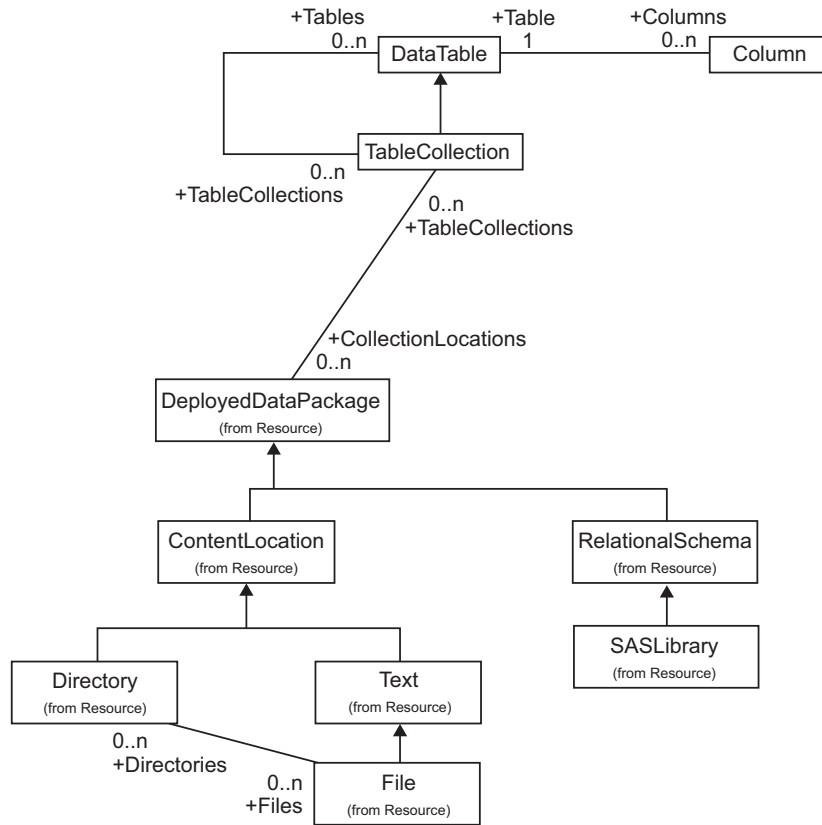 +Tables
+Table
+Columns
0..n
DataTable
1
0..n
Column
TableCollection
0..n
+TableCollections
0..n
+TableCollections
+CollectionLocations
0..n
DeployedDataPackage
(from Resource)
ContentLocation
(from Resource)
RelationalSchema
(from Resource)
SASLibrary
(from Resource)
Directory
(from Resource)
Text
(from Resource)
0..n
+Directories
0..n
+Files
File
(from Resource)